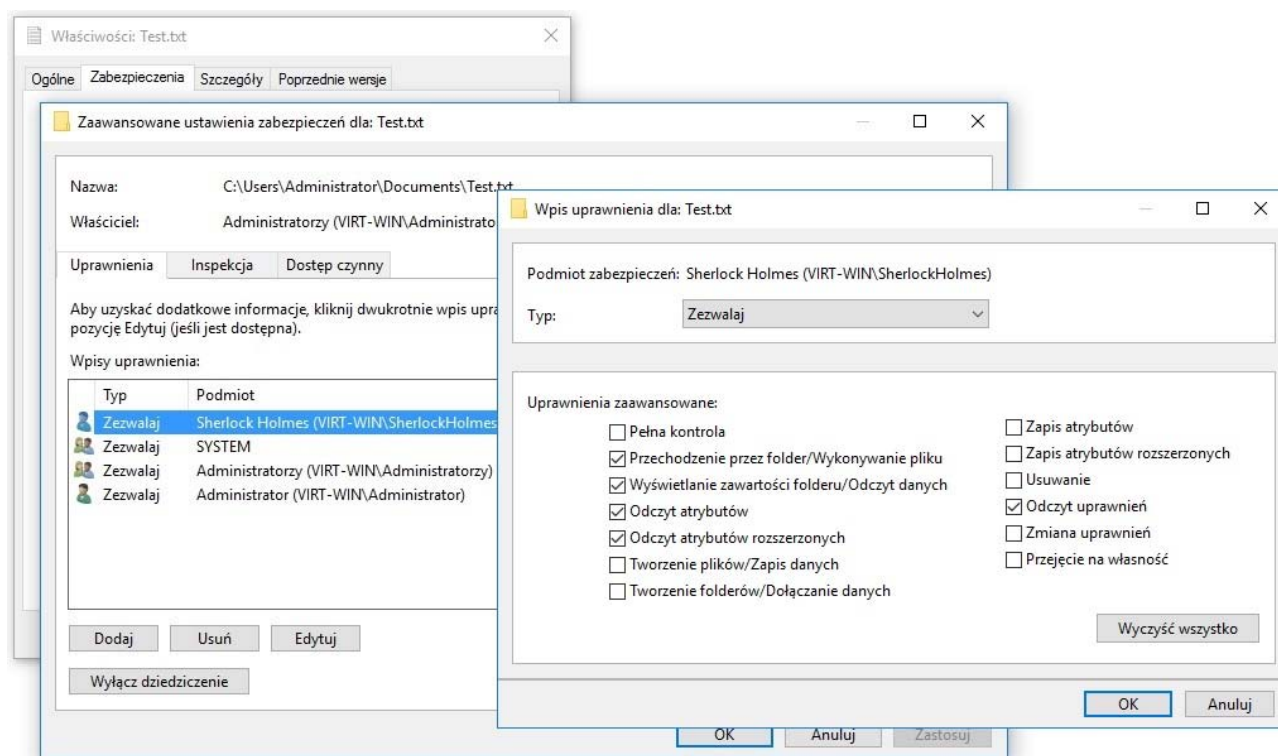 Właściwości: Test.txt
Ogólne Zabezpieczenia Szczegóły Poprzednie wersje
Zaawansowane ustawienia zabezpieczeń dla: Test.txt
Nazwa: C:\Users\Administrator\Documents\Test.txt
Właściciel: Administratorzy (VIRT-WIN\Administrato
Uprawnienia Inspekcja Dostęp czynny
Aby uzyskać dodatkowe informacje, kliknij dwukrotnie wpis upra
pozycję Edytuj (jeśli jest dostępna).
Wpisy uprawnienia:
Typ Podmiot
Zezwalaj Sherlock Holmes (VIRT-WIN\SherlockHolmes
Zezwalaj SYSTEM
Zezwalaj Administratorzy (VIRT-WIN\Administratorzy)
Zezwalaj Administrator (VIRT-WIN\Administrator)
Dodaj Usuń Edytuj
Wyłącz dziedziczenie
OK Anuluj Zastosuj
Wpis uprawnienia dla: Test.txt
Podmiot zabezpieczeń: Sherlock Holmes (VIRT-WIN\SherlockHolmes)
Typ: Zezwalaj
Uprawnienia zaawansowane:
Pełna kontrola
Przechodzenie przez folder/Wykonywanie pliku
Wyświetlanie zawartości folderu/Odczyt danych
Odczyt atrybutów
Odczyt atrybutów rozszerzonych
Tworzenie plików/Zapis danych
Tworzenie folderów/Dołączanie danych
Zapis atrybutów
Zapis atrybutów rozszerzonych
Usuwanie
Odczyt uprawnień
Zmiana uprawnień
Przejęcie na własność
Wyczyść wszystko
OK Anuluj